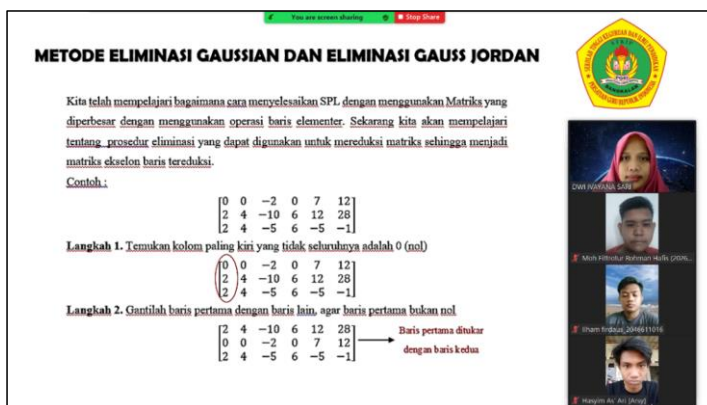 You are screen sharing Stop Share
METODE ELIMINASI GAUSSIAN DAN ELIMINASI GAUSS JORDAN
Kita telah mempelajari bagaimana cara menyelesaikan SPL dengan menggunakan Matriks yang
diperbesar dengan menggunakan operasi baris elementer. Sekarang kita akan mempelajari
tentang prosedur eliminasi yang dapat digunakan untuk mereduksi matriks sehingga menjadi
matriks ekselon baris tereduksi.
Contoh :
[0 0 −2 0 7 12]
[2 4 −10 6 12 28]
[2 4 −5 6 −5 −1]
Langkah 1. Temukan kolom paling kiri yang tidak seluruhnya adalah 0 (nol)
[0 0 −2 0 7 12]
[2 4 −10 6 12 28]
[2 4 −5 6 −5 −1]
Langkah 2. Gantilah baris pertama dengan baris lain, agar baris pertama bukan nol
[2 4 −10 6 12 28]
[0 0 −2 0 7 12]
[2 4 −5 6 −5 −1]
Baris pertama ditukar
dengan baris kedua
DWI IVAYANA SARI
Moh Fitrotur Rohman Hafis (2026...
Ilham firdaus_2046611016
Hasyim As' Ari (Arsy)